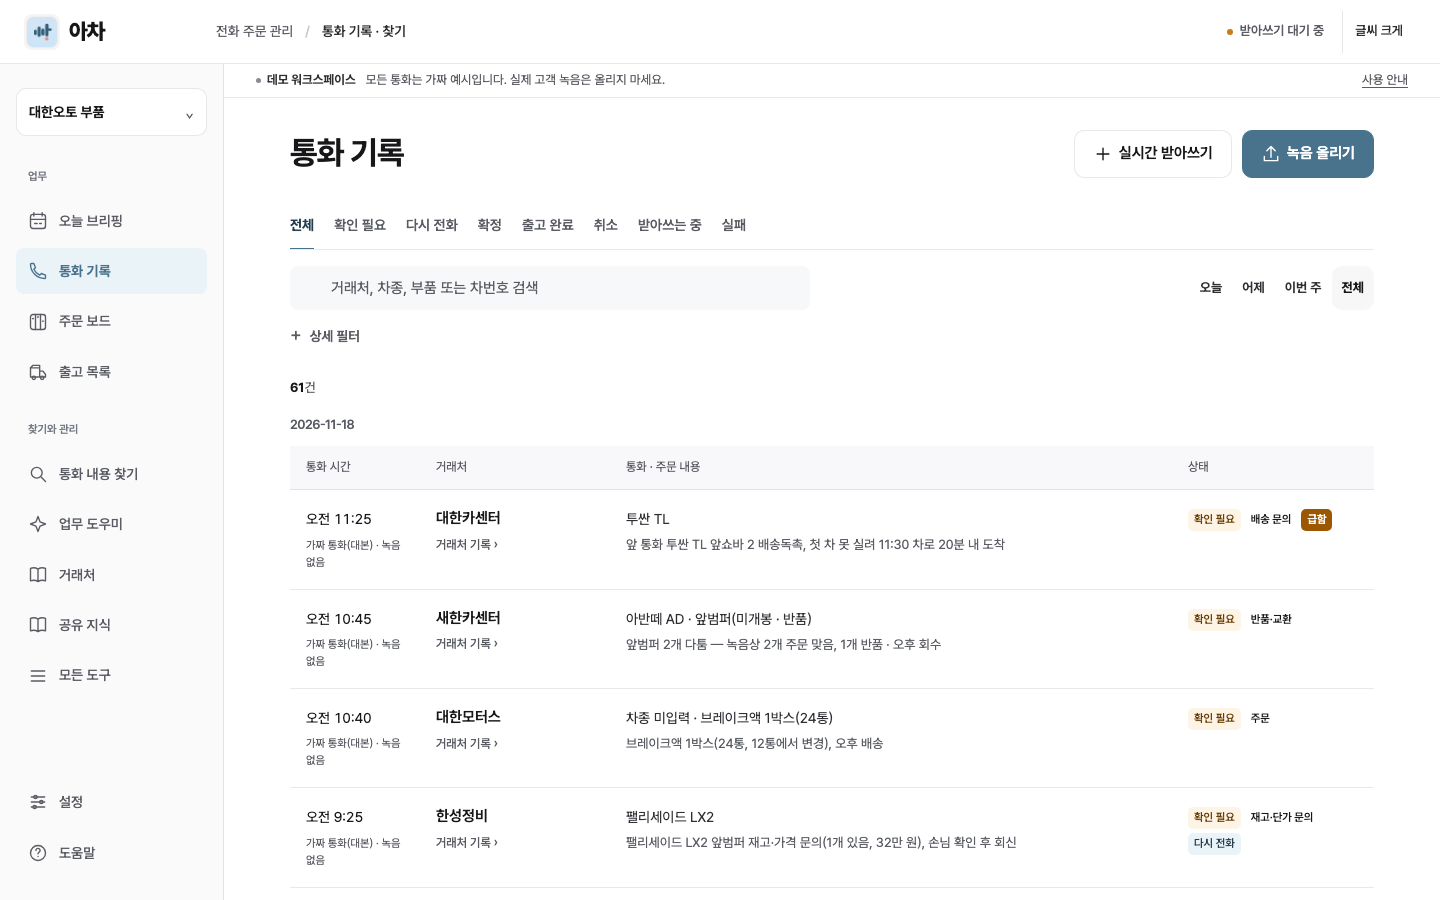 아차
전화 주문 관리 / 통화 기록 · 찾기
받아쓰기 대기 중
글씨 크게
데모 워크스페이스 모든 통화는 가짜 예시입니다. 실제 고객 녹음은 올리지 마세요.
사용 안내
대한오토 부품
업무
오늘 브리핑
통화 기록
주문 보드
출고 목록
찾기와 관리
통화 내용 찾기
업무 도우미
거래처
공유 지식
모든 도구
설정
도움말
통화 기록
+ 실시간 받아쓰기
녹음 올리기
전체 확인 필요 다시 전화 확정 출고 완료 취소 받아쓰는 중 실패
거래처, 차종, 부품 또는 차번호 검색
오늘 어제 이번 주 전체
+ 상세 필터
61건
2026-11-18
통화 시간 거래처 통화 · 주문 내용 상태
오전 11:25 대한카센터 투싼 TL 확인 필요 배송 문의 급함
가짜 통화(대본) · 녹음 거래처 기록 › 앞 통화 투싼 TL 앞쇼바 2 배송독촉, 첫 차 못 실려 11:30 차로 20분 내 도착
없음
오전 10:45 새한카센터 아반떼 AD · 앞범퍼(미개봉 · 반품) 확인 필요 반품·교환
가짜 통화(대본) · 녹음 거래처 기록 › 앞범퍼 2개 다툼 — 녹음상 2개 주문 맞음, 1개 반품 · 오후 회수
없음
오전 10:40 대한모터스 차종 미입력 · 브레이크액 1박스(24통) 확인 필요 주문
가짜 통화(대본) · 녹음 거래처 기록 › 브레이크액 1박스(24통, 12통에서 변경), 오후 배송
없음
오전 9:25 한성정비 팰리세이드 LX2 확인 필요 재고·단가 문의
가짜 통화(대본) · 녹음 거래처 기록 › 팰리세이드 LX2 앞범퍼 재고·가격 문의(1개 있음, 32만 원), 손님 확인 후 회신 다시 전화
없음